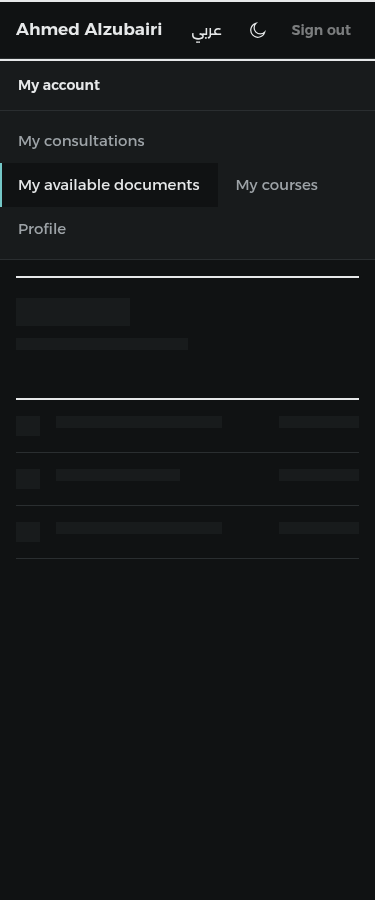 Ahmed Alzubairi عربي Sign out
My account
My consultations
My available documents My courses
Profile